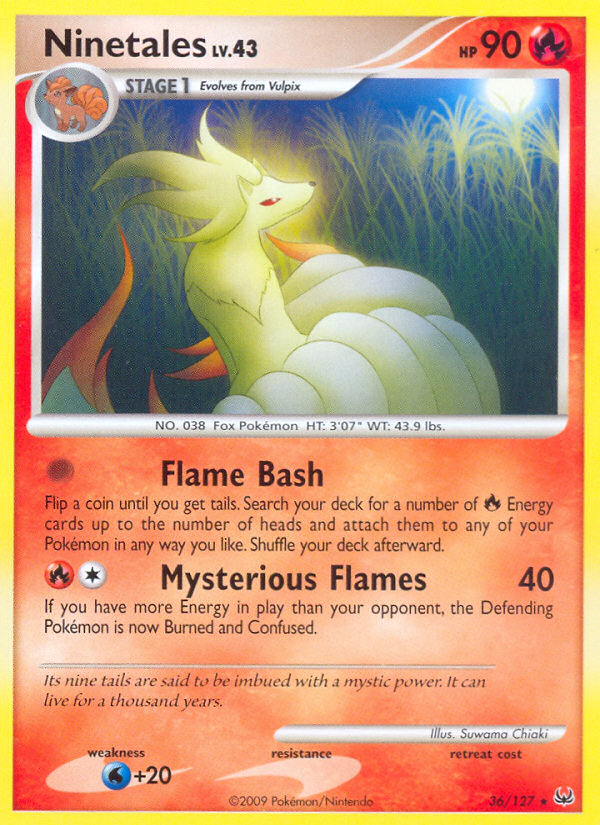 Ninetales LV.43
HP 90
STAGE 1 Evolves from Vulpix
NO. 038 Fox Pokémon HT: 3'07" WT: 43.9 lbs.
Flame Bash
Flip a coin until you get tails. Search your deck for a number of Energy
cards up to the number of heads and attach them to any of your
Pokémon in any way you like. Shuffle your deck afterward.
Mysterious Flames 40
If you have more Energy in play than your opponent, the Defending
Pokémon is now Burned and Confused.
Its nine tails are said to be imbued with a mystic power. It can
live for a thousand years.
Illus. Suwama Chiaki
weakness resistance retreat cost
+20
©2009 Pokémon/Nintendo 36/127 ★